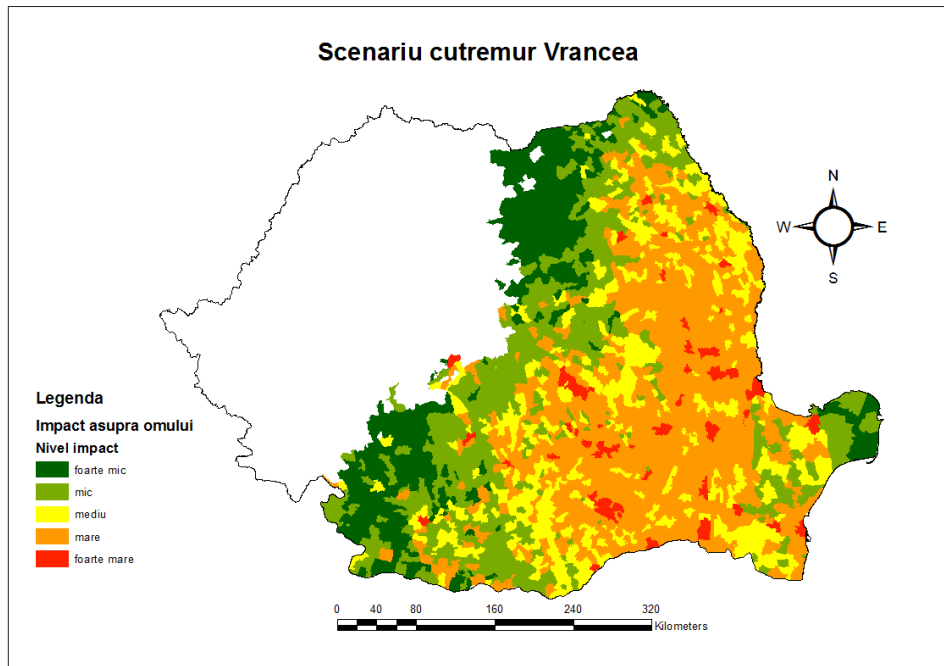 Scenariu cutremur Vrancea
N
W
E
S
Legenda
Impact asupra omului
Nivel impact
foarte mic
mic
mediu
mare
foarte mare
0 40 80 160 240 320
Kilometers